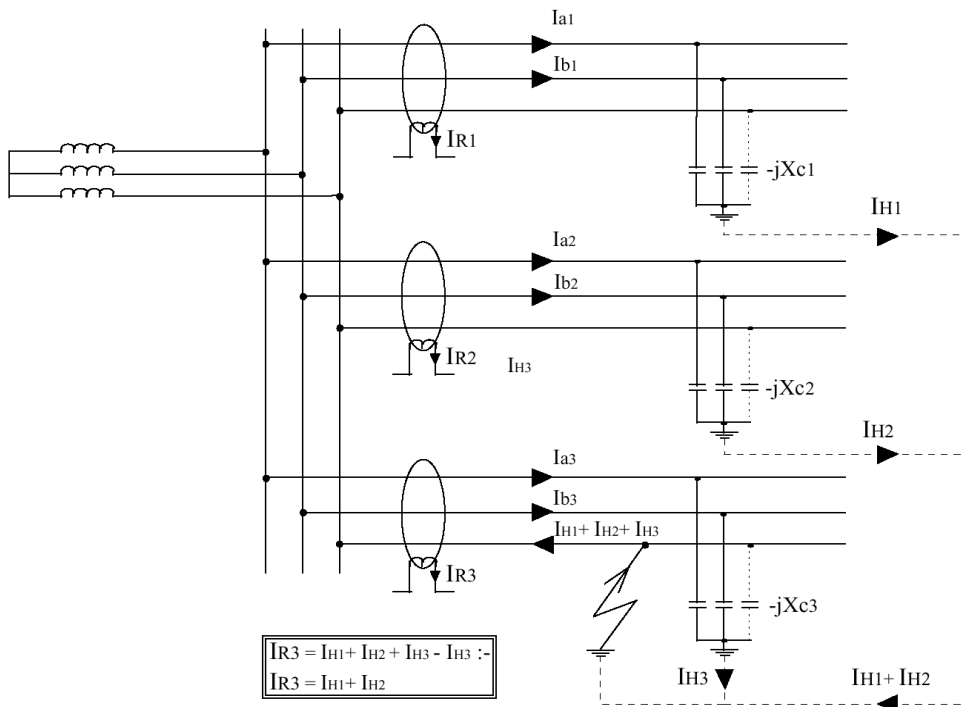 Ia1
Ib1
IR1
-jXc1
IH1
Ia2
Ib2
IR2
IH3
-jXc2
IH2
Ia3
Ib3
IH1+ IH2+ IH3
IR3
-jXc3
IR3 = IH1+ IH2 + IH3 - IH3 :-
IR3 = IH1+ IH2
IH3
IH1+ IH2